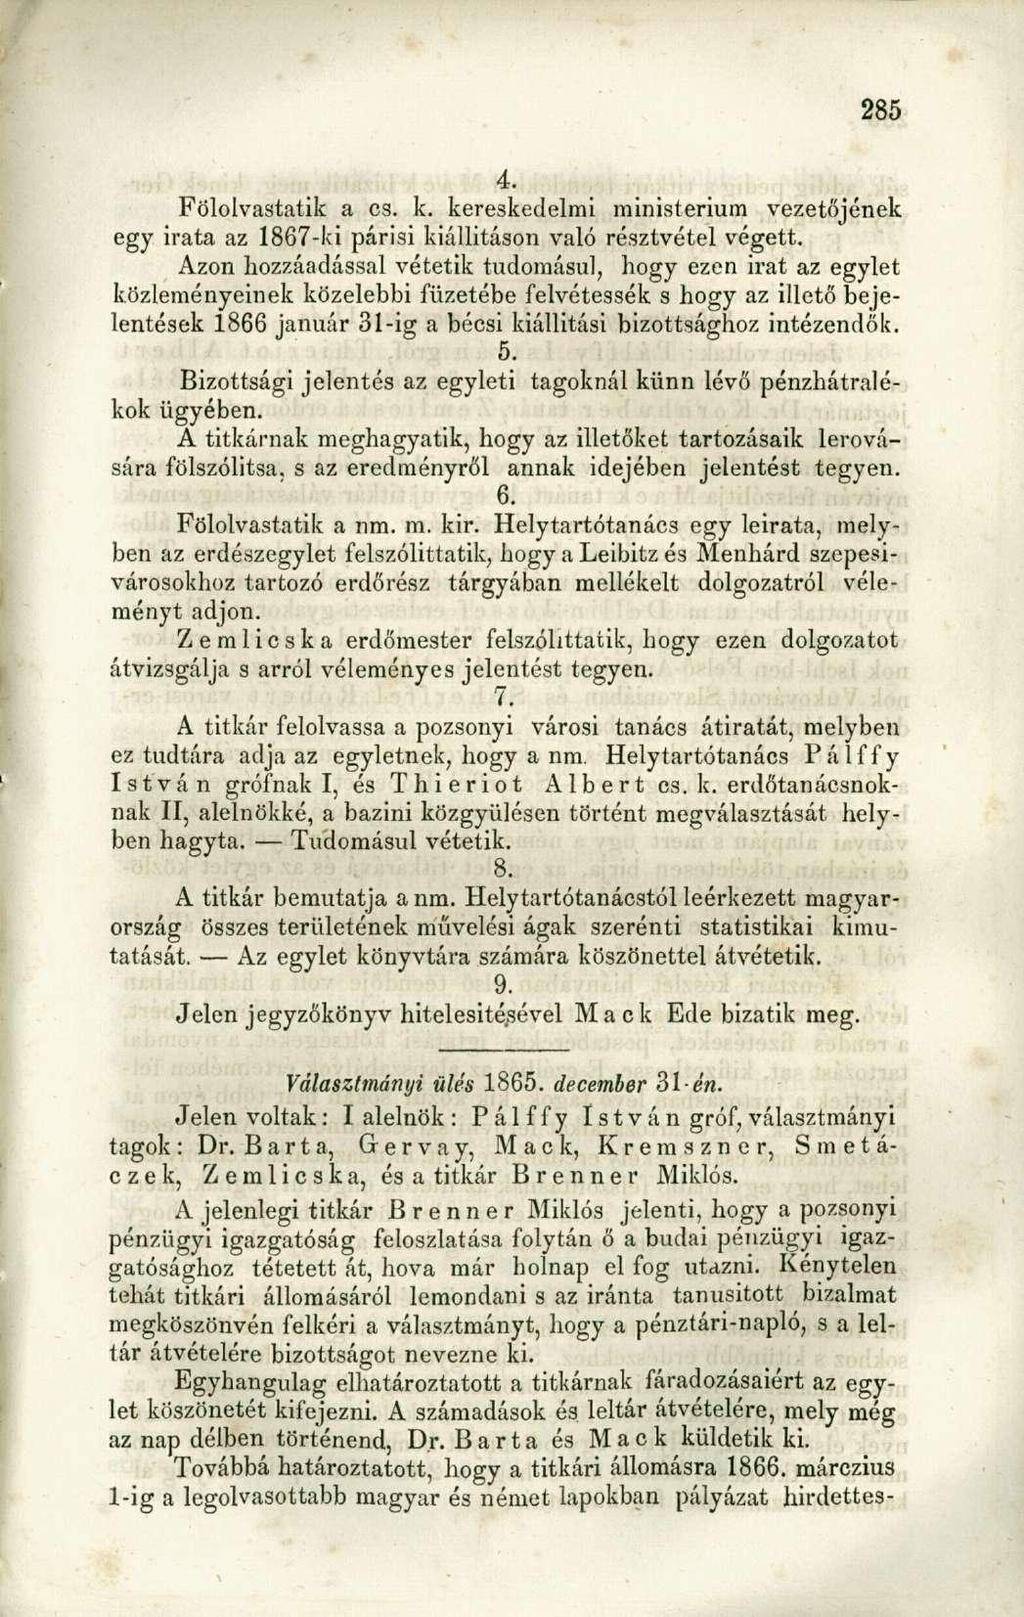 285
4.
Fölolvastatik a cs. k. kereskedelmi ministerium vezetőjének
egy irata az 1867-ki párisi kiállitáson való résztvétel végett.
Azon hozzáadással vétetik tudomásul, hogy ezen irat az egylet
közleményeinek közelebbi füzetébe felvétessék s hogy az illető beje-
lentések 1866 január 31-ig a bécsi kiállitási bizottsághoz intézendők.
5.
Bizottsági jelentés az egyleti tagoknál künn lévő pénzhátralé-
kok ügyében.
A titkárnak meghagyatik, hogy az illetőket tartozásaik lerová-
sára fölszólitsa, s az eredményről annak idejében jelentést tegyen.
6.
Fölolvastatik a nm. m. kir. Helytartótanács egy leirata, mely-
ben az erdészegylet felszólittatik, hogy a Leibitz és Menhárd szepesi-
városokhoz tartozó erdőrész tárgyában mellékelt dolgozatról véle-
ményt adjon.
Zemlicska erdőmester felszólittatik, hogy ezen dolgozatot
átvizsgálja s arról véleményes jelentést tegyen.
7.
A titkár felolvassa a pozsonyi városi tanács átiratát, melyben
ez tudtára adja az egyletnek, hogy a nm. Helytartótanács Pálffy
István grófnak I, és Thieriot Albert cs. k. erdőtanácsnok-
nak II, alelnökké, a bazini közgyülésen történt megválasztását hely-
ben hagyta. — Tudomásul vétetik.
8.
A titkár bemutatja a nm. Helytartótanácstól leérkezett magyar-
ország összes területének művelési ágak szerénti statistikai kimu-
tatását. — Az egylet könyvtára számára köszönettel átvétetik.
9.
Jelen jegyzőkönyv hitelesitésével Mack Ede bizatik meg.
Választmányi ülés 1865. december 31-én.
Jelen voltak: I alelnök: Pálffy István gróf, választmányi
tagok: Dr. Barta, Gervay, Mack, Kremszner, Smetá-
czek, Zemlicska, és a titkár Brenner Miklós.
A jelenlegi titkár Brenner Miklós jelenti, hogy a pozsonyi
pénzügyi igazgatóság feloszlatása folytán ő a budai pénzügyi igaz-
gatósághoz tétetett át, hova már holnap el fog utazni. Kénytelen
tehát titkári állomásáról lemondani s az iránta tanusitott bizalmat
megköszönvén felkéri a választmányt, hogy a pénztári-napló, s a lel-
tár átvételére bizottságot nevezne ki.
Egyhangulag elhatároztatott a titkárnak fáradozásaiért az egy-
let köszönetét kifejezni. A számadások és leltár átvételére, mely még
az nap délben történend, Dr. Barta és Mack küldetik ki.
Továbbá határoztatott, hogy a titkári állomásra 1866. márczius
1-ig a legolvasottabb magyar és német lapokban pályázat hirdettes-